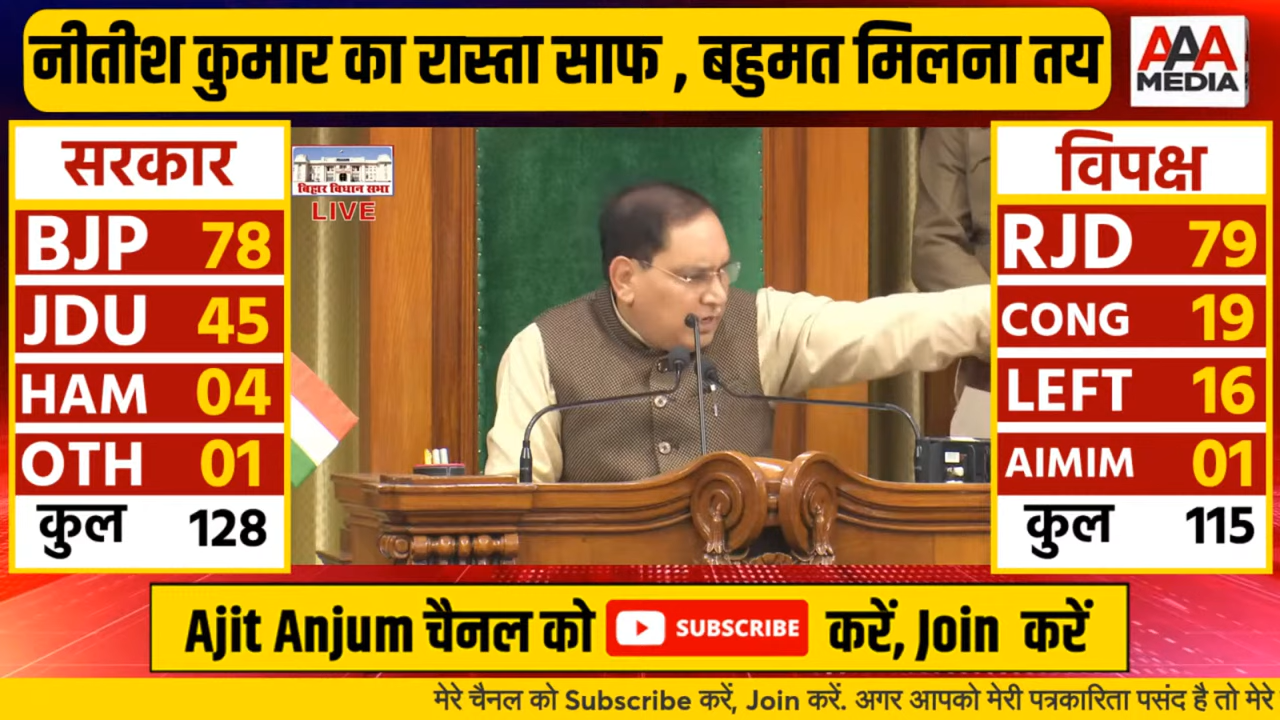 नीतीश कुमार का रास्ता साफ , बहुमत मिलना तय
AAA
MEDIA
सरकार
BJP 78
JDU 45
HAM 04
OTH 01
कुल 128
बिहार विधान सभा
LIVE
विपक्ष
RJD 79
CONG 19
LEFT 16
AIMIM 01
कुल 115
Ajit Anjum चैनल को SUBSCRIBE करें, Join करें
मेरे चैनल को Subscribe करें, Join करें. अगर आपको मेरी पत्रकारिता पसंद है तो मेरे